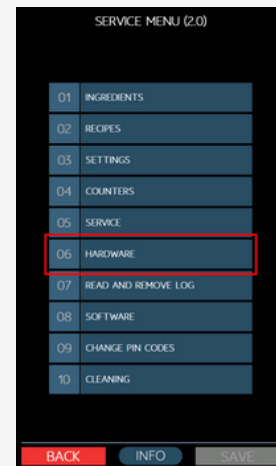 SERVICE MENU (2.0)
01 INGREDIENTS
02 RECIPES
03 SETTINGS
04 COUNTERS
05 SERVICE
06 HARDWARE
07 READ AND REMOVE LOG
08 SOFTWARE
09 CHANGE PIN CODES
10 CLEANING
BACK INFO SAVE